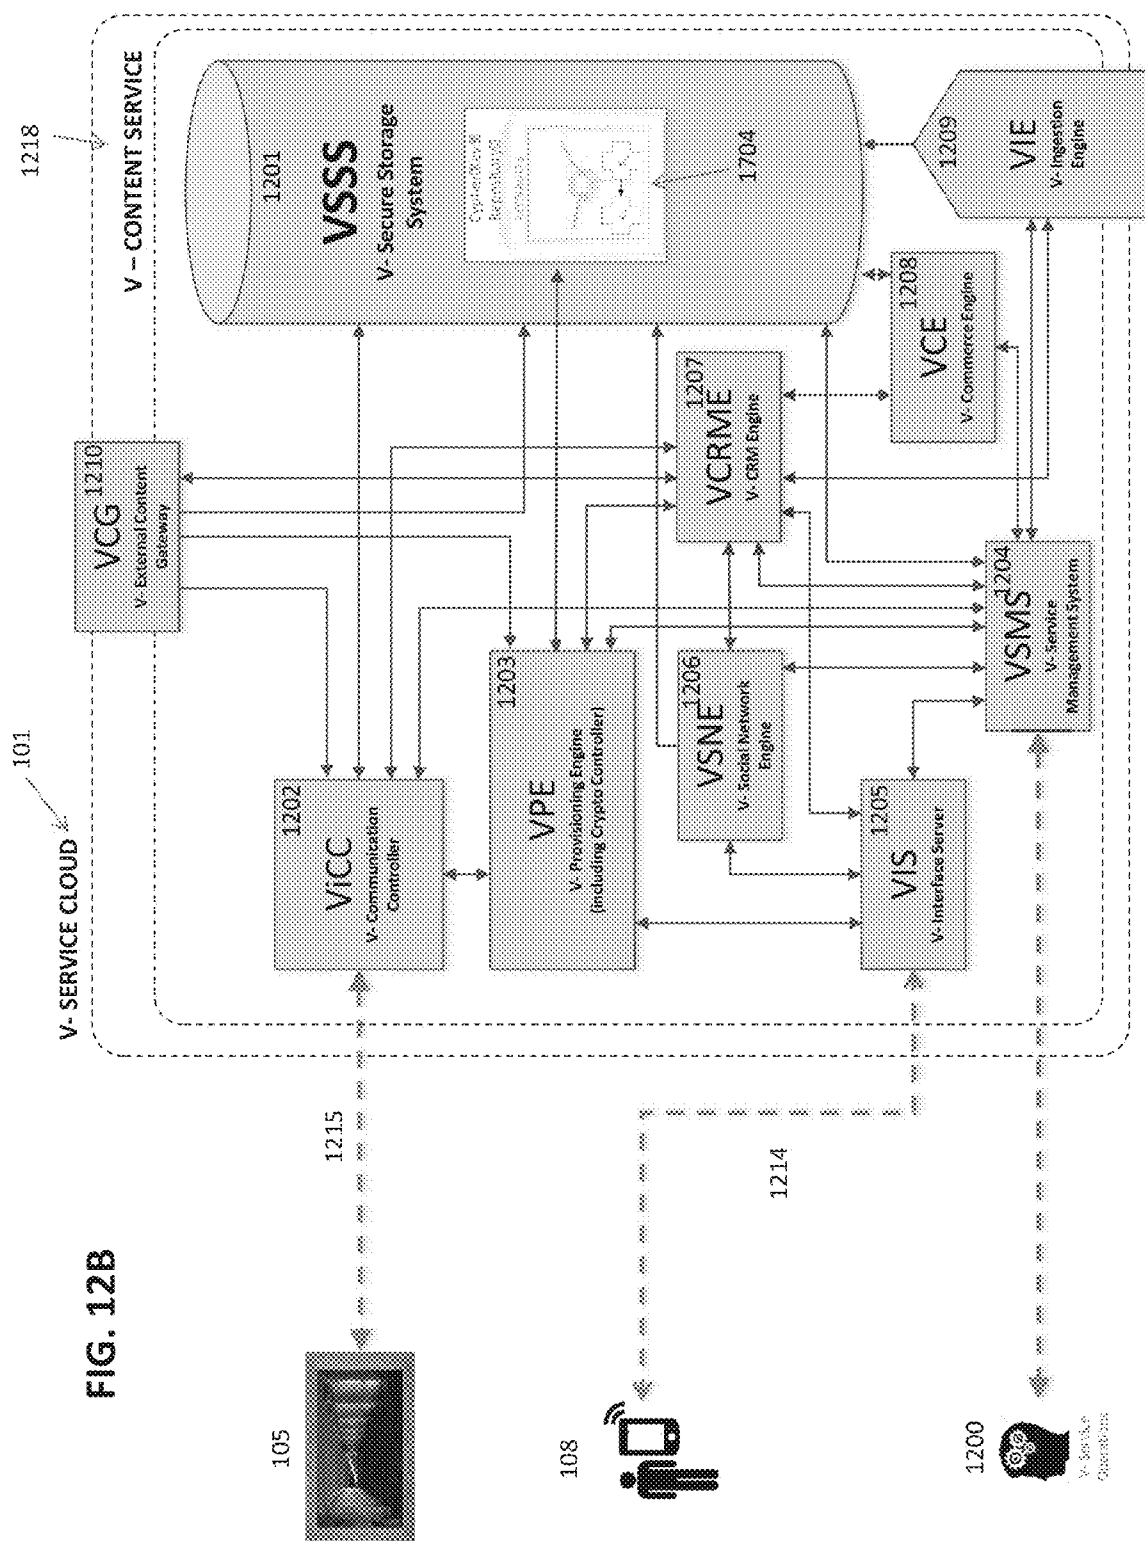 FIG. 12B
V- SERVICE CLOUD
101
1218
V – CONTENT SERVICE
VCG
1210
V- External Content
Gateway
105
1215
ViCC
1202
V- Communication
Controller
VSSS
1201
V- Secure Storage
System
1704
VPE
1203
V- Provisioning Engine
(including Crypto Controller)
108
1214
VSNE
1206
V- Social Network
Engine
VCRME
1207
V- CRM Engine
VIS
1205
V- Interface Server
VCE
1208
V- Commerce Engine
1200
V- Service
Operations
VSMS
1204
V- Service
Management System
VIE
1209
V- Ingestion
Engine